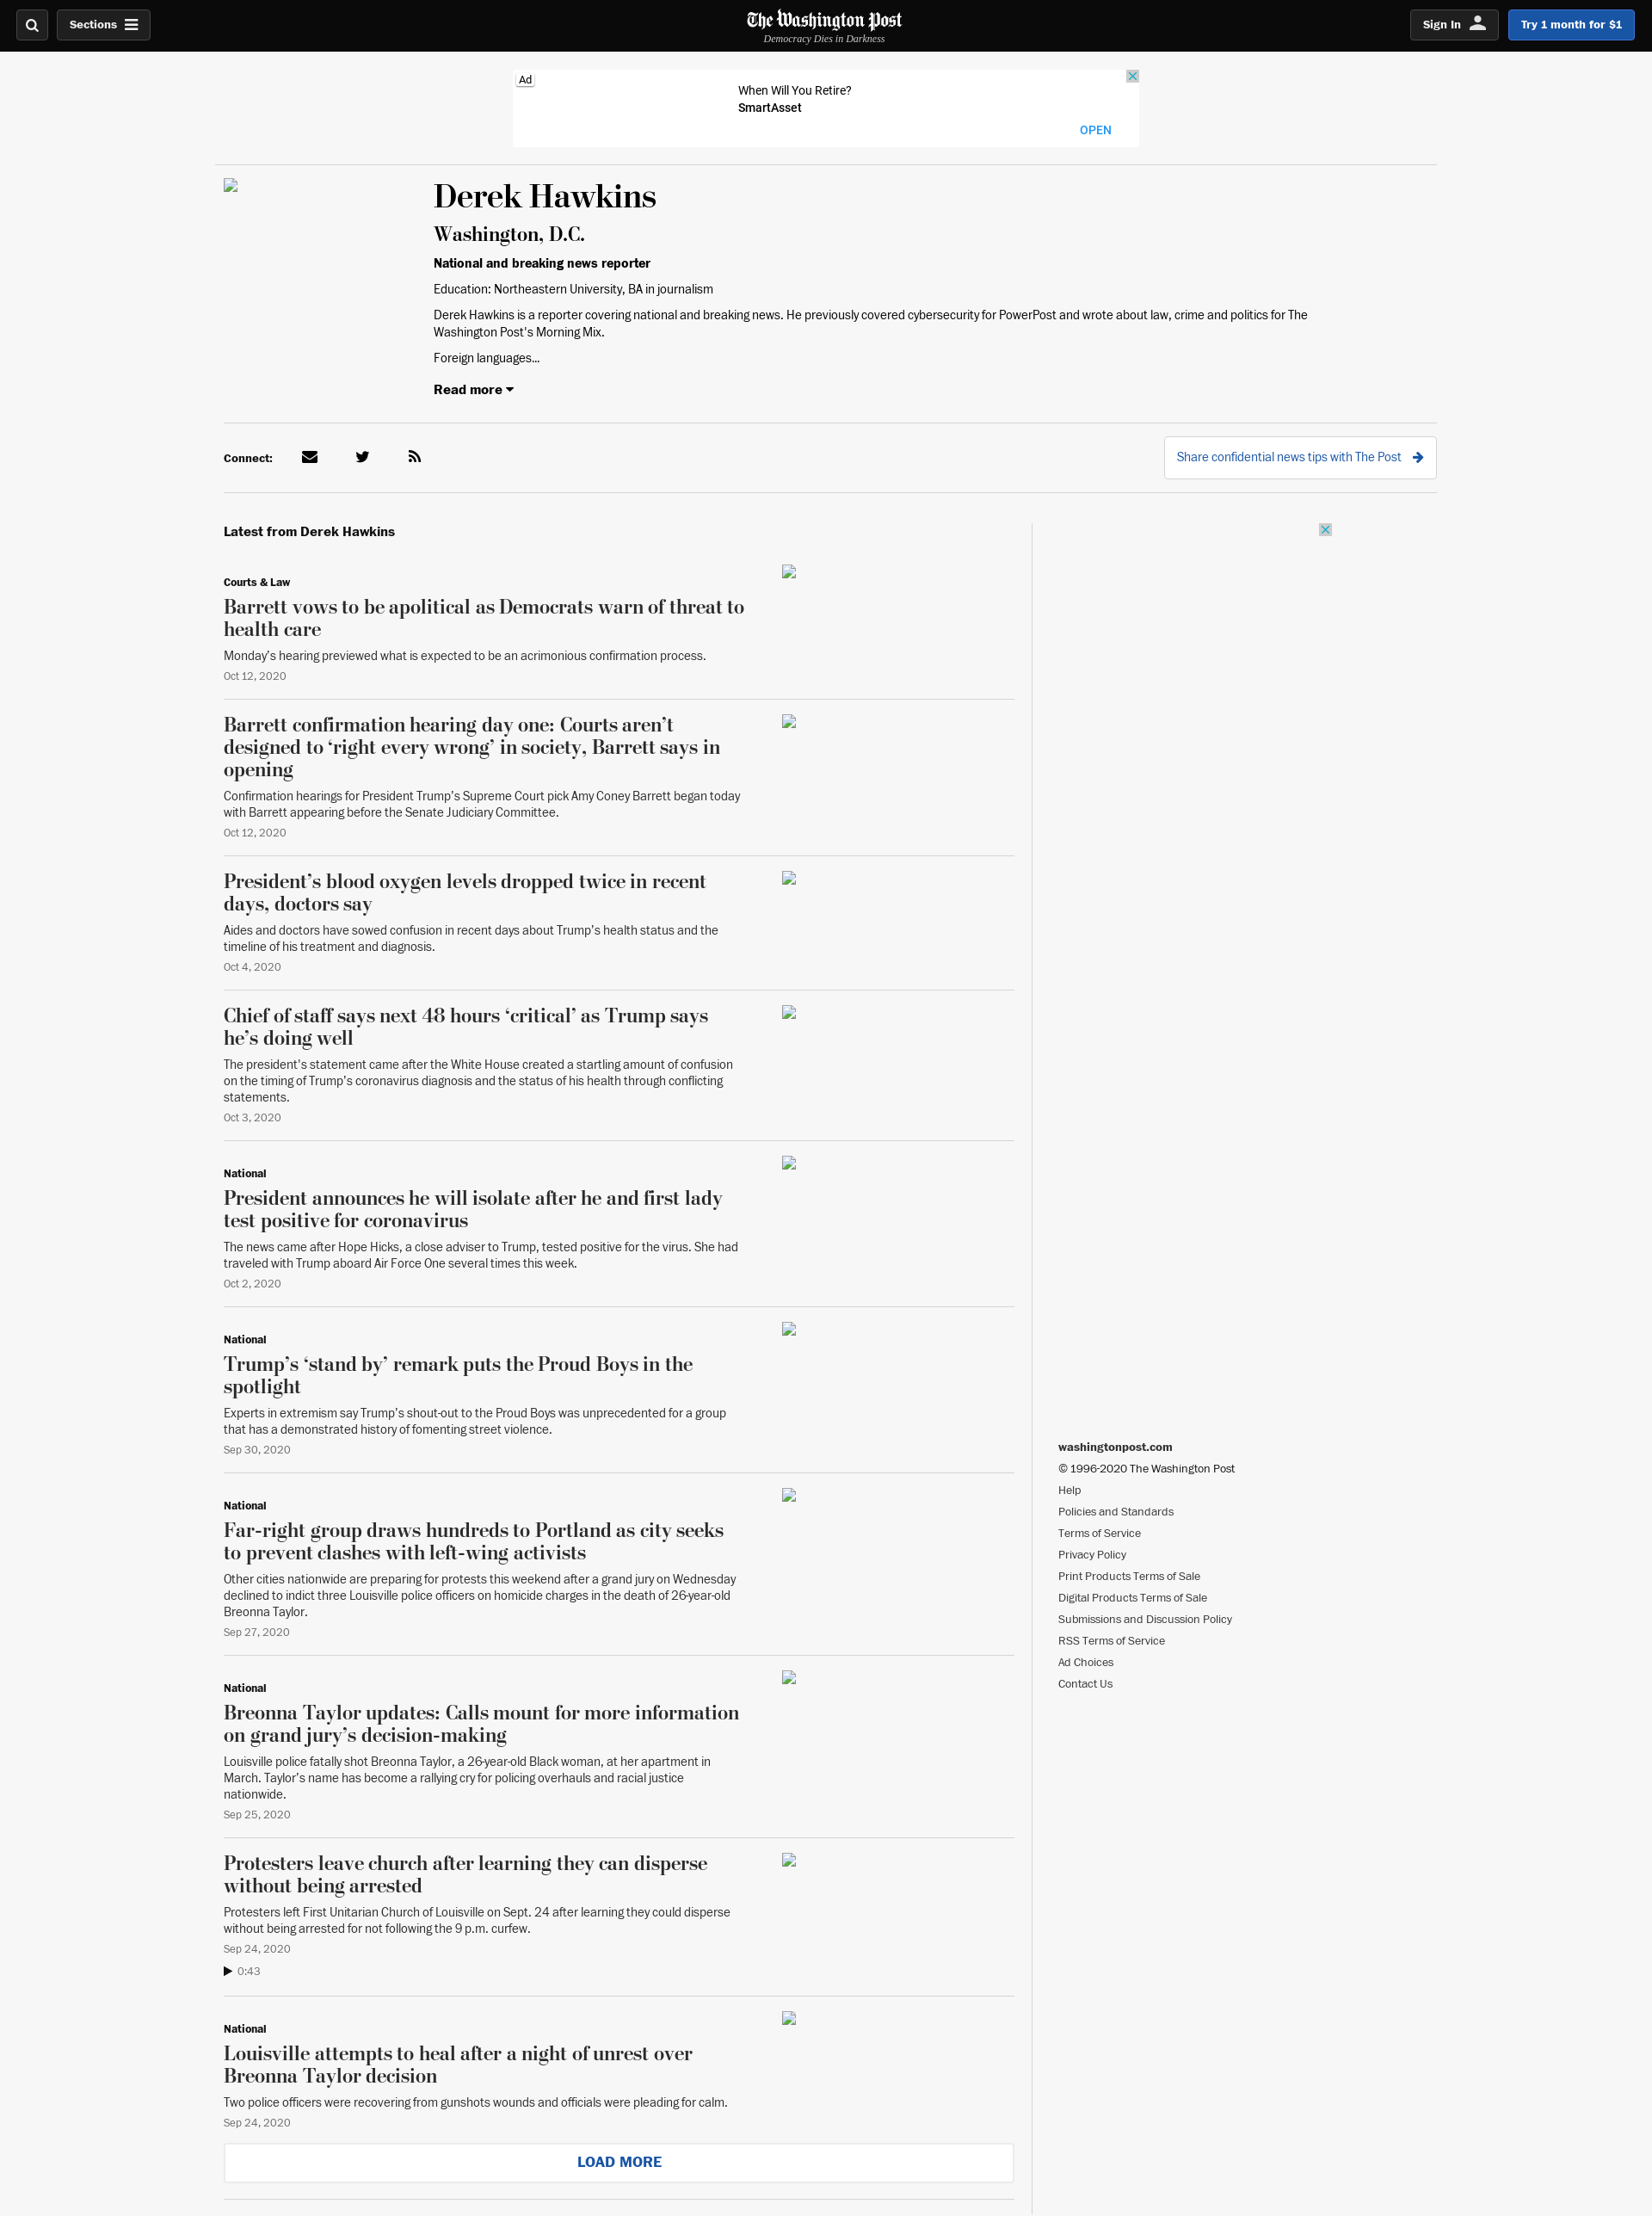 Sections
The Washington Post
Democracy Dies in Darkness
Sign In
Try 1 month for $1
Ad
When Will You Retire?
SmartAsset
OPEN
Derek Hawkins
Washington, D.C.
National and breaking news reporter
Education: Northeastern University, BA in journalism
Derek Hawkins is a reporter covering national and breaking news. He previously covered cybersecurity for PowerPost and wrote about law, crime and politics for The
Washington Post's Morning Mix.
Foreign languages...
Read more
Connect:
Share confidential news tips with The Post
Latest from Derek Hawkins
Courts & Law
Barrett vows to be apolitical as Democrats warn of threat to
health care
Monday’s hearing previewed what is expected to be an acrimonious confirmation process.
Oct 12, 2020
Barrett confirmation hearing day one: Courts aren’t
designed to ‘right every wrong’ in society, Barrett says in
opening
Confirmation hearings for President Trump’s Supreme Court pick Amy Coney Barrett began today
with Barrett appearing before the Senate Judiciary Committee.
Oct 12, 2020
President’s blood oxygen levels dropped twice in recent
days, doctors say
Aides and doctors have sowed confusion in recent days about Trump’s health status and the
timeline of his treatment and diagnosis.
Oct 4, 2020
Chief of staff says next 48 hours ‘critical’ as Trump says
he’s doing well
The president's statement came after the White House created a startling amount of confusion
on the timing of Trump’s coronavirus diagnosis and the status of his health through conflicting
statements.
Oct 3, 2020
National
President announces he will isolate after he and first lady
test positive for coronavirus
The news came after Hope Hicks, a close adviser to Trump, tested positive for the virus. She had
traveled with Trump aboard Air Force One several times this week.
Oct 2, 2020
National
Trump’s ‘stand by’ remark puts the Proud Boys in the
spotlight
Experts in extremism say Trump’s shout-out to the Proud Boys was unprecedented for a group
that has a demonstrated history of fomenting street violence.
Sep 30, 2020
National
Far-right group draws hundreds to Portland as city seeks
to prevent clashes with left-wing activists
Other cities nationwide are preparing for protests this weekend after a grand jury on Wednesday
declined to indict three Louisville police officers on homicide charges in the death of 26-year-old
Breonna Taylor.
Sep 27, 2020
National
Breonna Taylor updates: Calls mount for more information
on grand jury’s decision-making
Louisville police fatally shot Breonna Taylor, a 26-year-old Black woman, at her apartment in
March. Taylor’s name has become a rallying cry for policing overhauls and racial justice
nationwide.
Sep 25, 2020
Protesters leave church after learning they can disperse
without being arrested
Protesters left First Unitarian Church of Louisville on Sept. 24 after learning they could disperse
without being arrested for not following the 9 p.m. curfew.
Sep 24, 2020
0:43
National
Louisville attempts to heal after a night of unrest over
Breonna Taylor decision
Two police officers were recovering from gunshots wounds and officials were pleading for calm.
Sep 24, 2020
LOAD MORE
washingtonpost.com
© 1996-2020 The Washington Post
Help
Policies and Standards
Terms of Service
Privacy Policy
Print Products Terms of Sale
Digital Products Terms of Sale
Submissions and Discussion Policy
RSS Terms of Service
Ad Choices
Contact Us